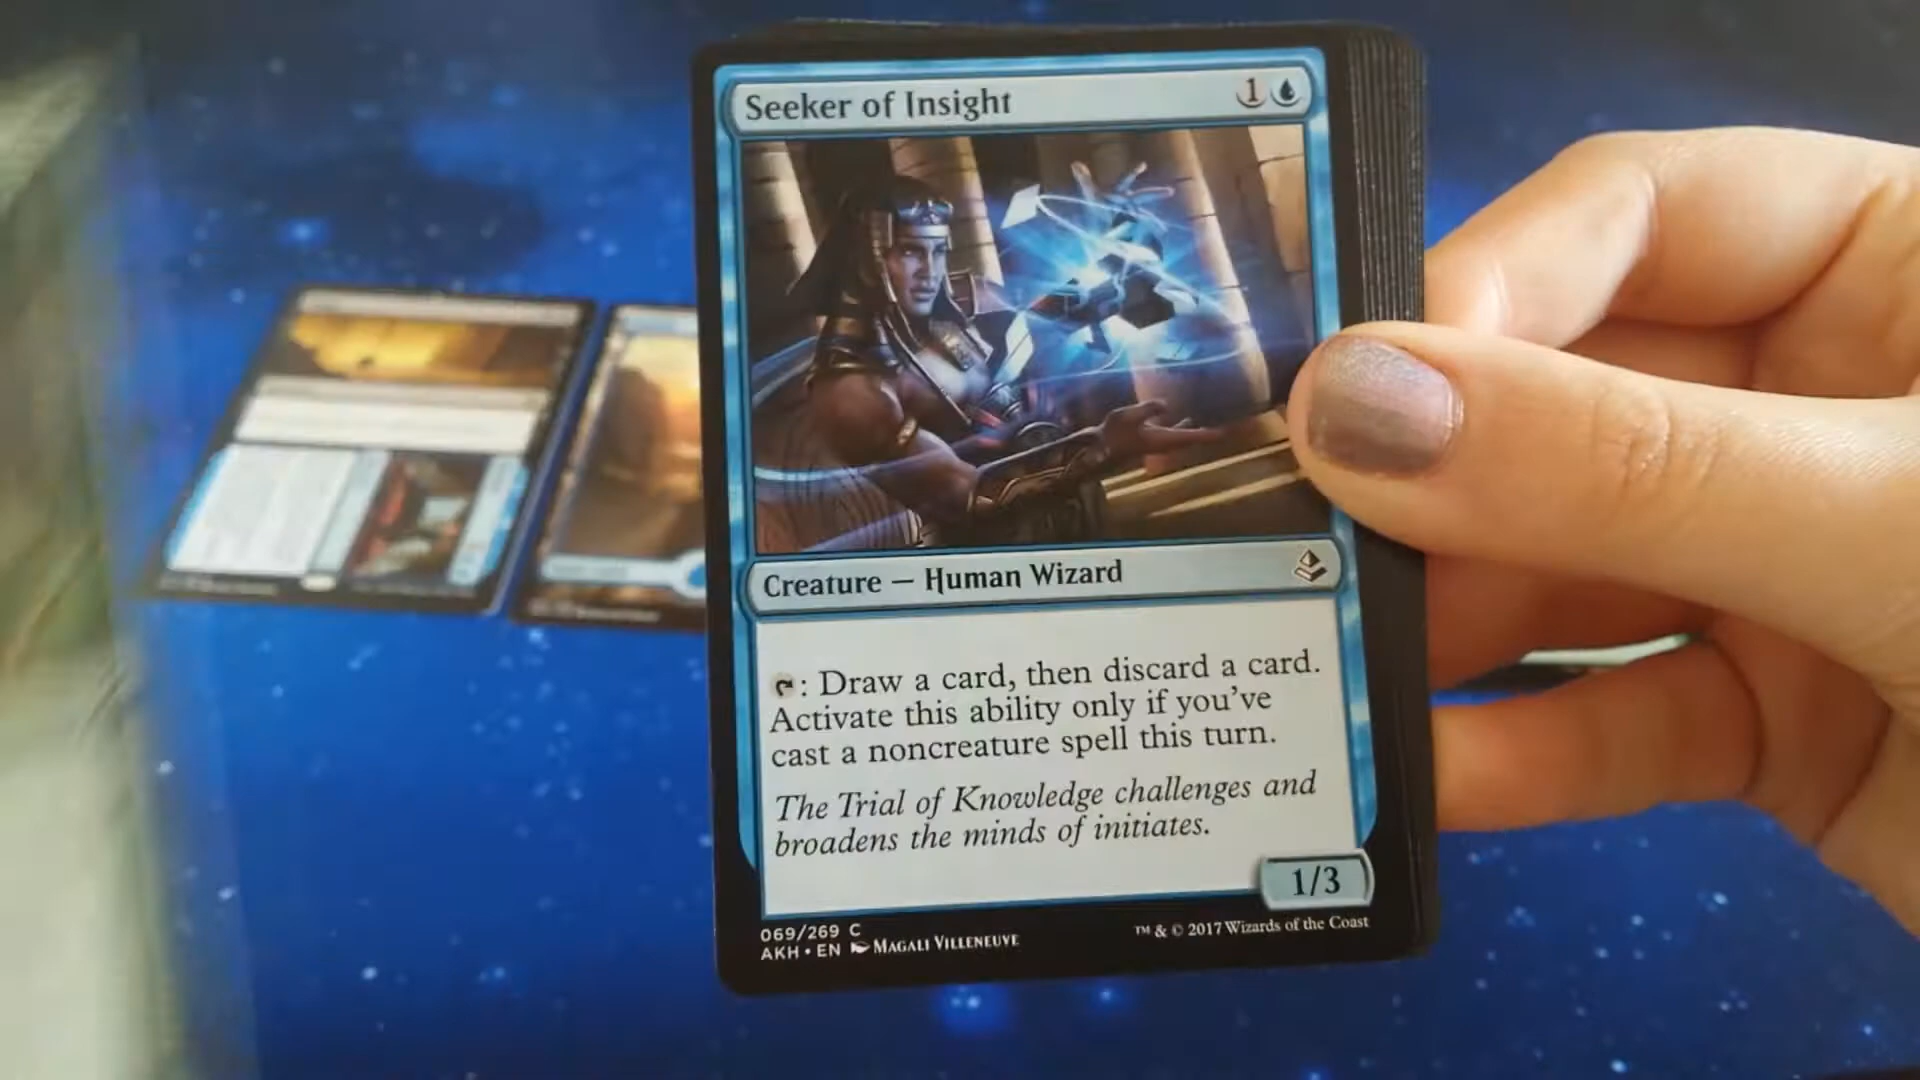 Seeker of Insight 1
Creature — Human Wizard
: Draw a card, then discard a card.
Activate this ability only if you've
cast a noncreature spell this turn.
The Trial of Knowledge challenges and
broadens the minds of initiates.
1/3
069/269 C
AKH • EN MAGALI VILLENEUVE
™ & © 2017 Wizards of the Coast